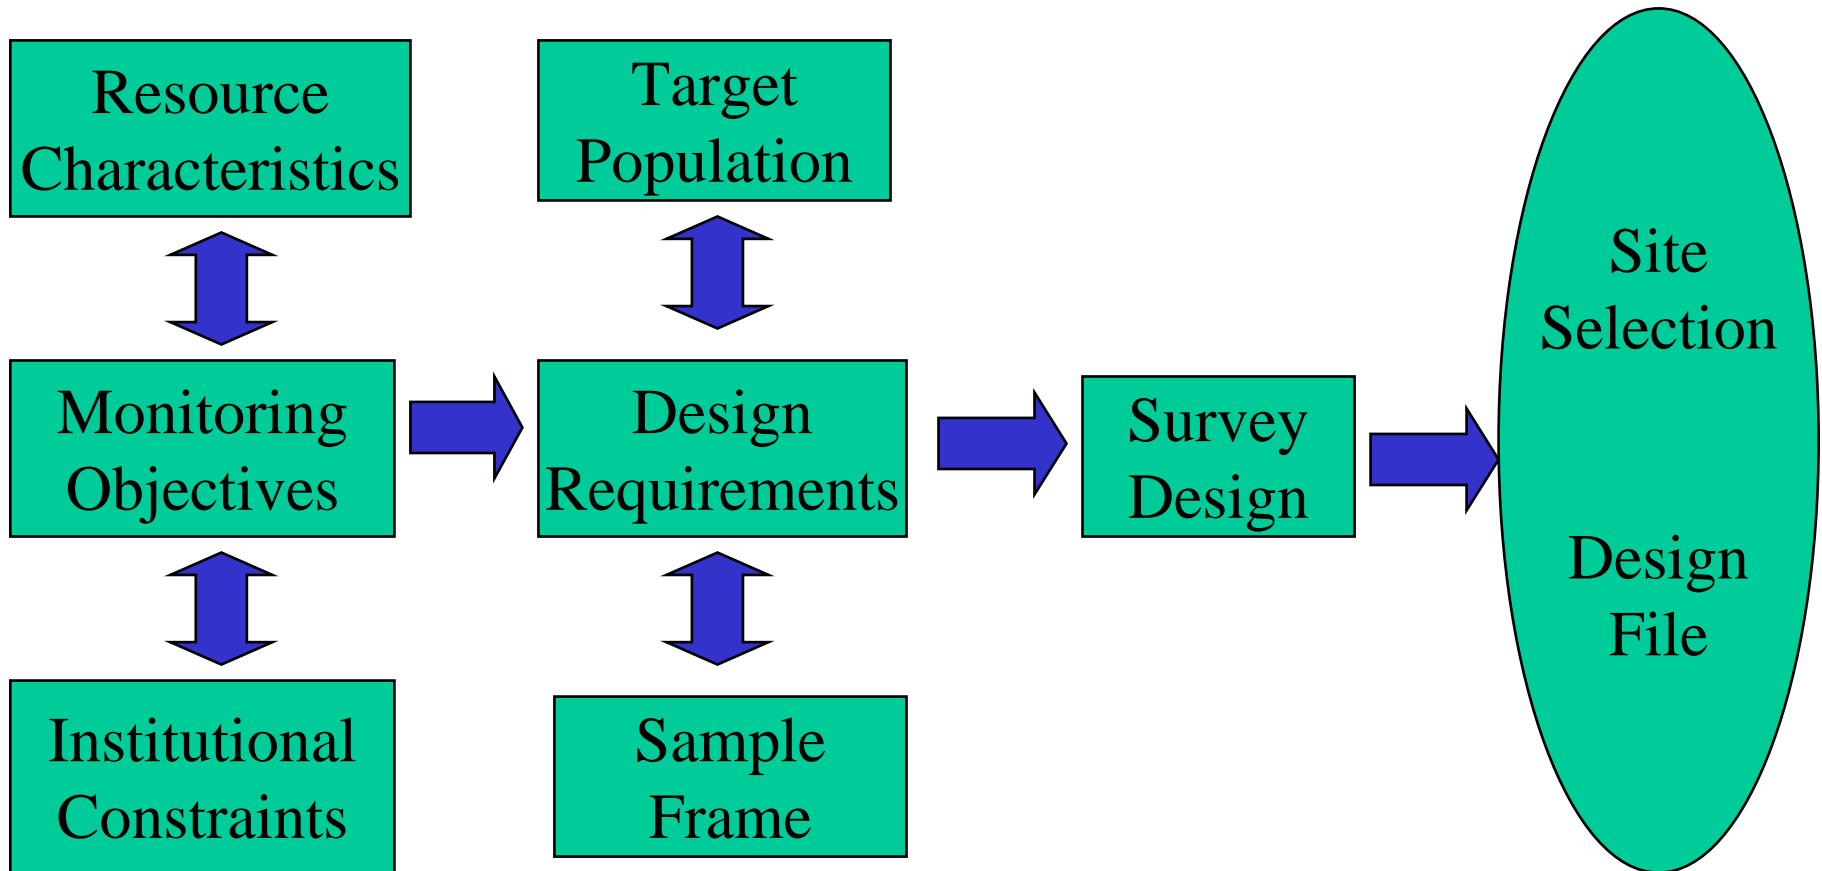 Resource
Characteristics
Target
Population
Monitoring
Objectives
Design
Requirements
Survey
Design
Site
Selection
Design
File
Institutional
Constraints
Sample
Frame